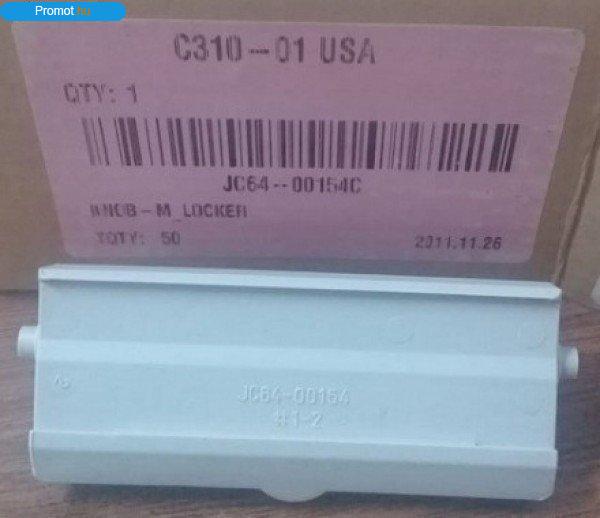 Promot.hu
C310-01 USA
QTY: 1
JC64-00154C
KNOB-M_LOCKER
TQTY: 50
2011.11.26
JC64-00154
#1-2